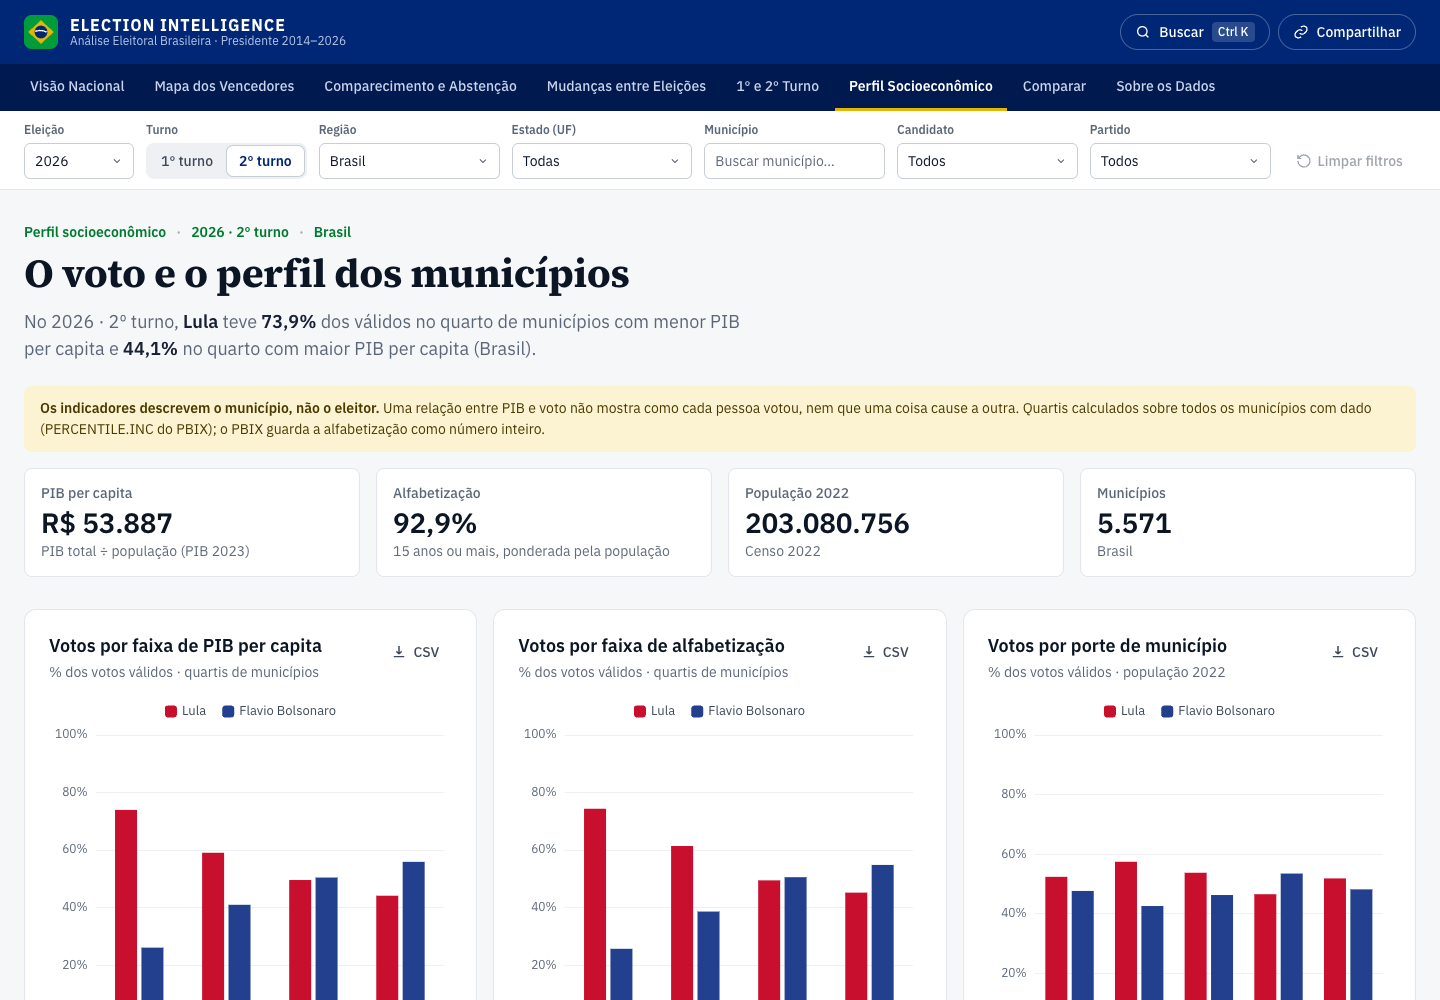 ELECTION INTELLIGENCE
Análise Eleitoral Brasileira · Presidente 2014–2026
Buscar Ctrl K
Compartilhar
Visão Nacional
Mapa dos Vencedores
Comparecimento e Abstenção
Mudanças entre Eleições
1º e 2º Turno
Perfil Socioeconômico
Comparar
Sobre os Dados
Eleição
2026
Turno
1º turno 2º turno
Região
Brasil
Estado (UF)
Todas
Município
Buscar município...
Candidato
Todos
Partido
Todos
Limpar filtros
Perfil socioeconômico · 2026 · 2º turno · Brasil
O voto e o perfil dos municípios
No 2026 · 2º turno, Lula teve 73,9% dos válidos no quarto de municípios com menor PIB
per capita e 44,1% no quarto com maior PIB per capita (Brasil).
Os indicadores descrevem o município, não o eleitor. Uma relação entre PIB e voto não mostra como cada pessoa votou, nem que uma coisa cause a outra. Quartis calculados sobre todos os municípios com dado
(PERCENTILE.INC do PBIX); o PBIX guarda a alfabetização como número inteiro.
PIB per capita
R$ 53.887
PIB total ÷ população (PIB 2023)
Alfabetização
92,9%
15 anos ou mais, ponderada pela população
População 2022
203.080.756
Censo 2022
Municípios
5.571
Brasil
Votos por faixa de PIB per capita
CSV
% dos votos válidos · quartis de municípios
Lula Flavio Bolsonaro
100%
80%
60%
40%
20%
Votos por faixa de alfabetização
CSV
% dos votos válidos · quartis de municípios
Lula Flavio Bolsonaro
100%
80%
60%
40%
20%
Votos por porte de município
CSV
% dos votos válidos · população 2022
Lula Flavio Bolsonaro
100%
80%
60%
40%
20%